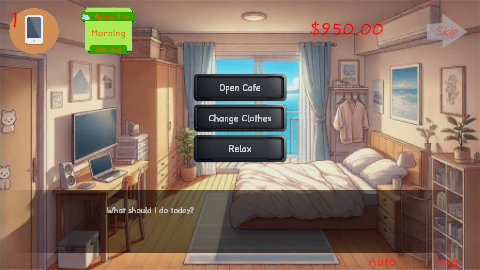 1
Morning
$950.00
Skip
Open Cafe
Change Clothes
Relax
What should I do today?
Auto
Log